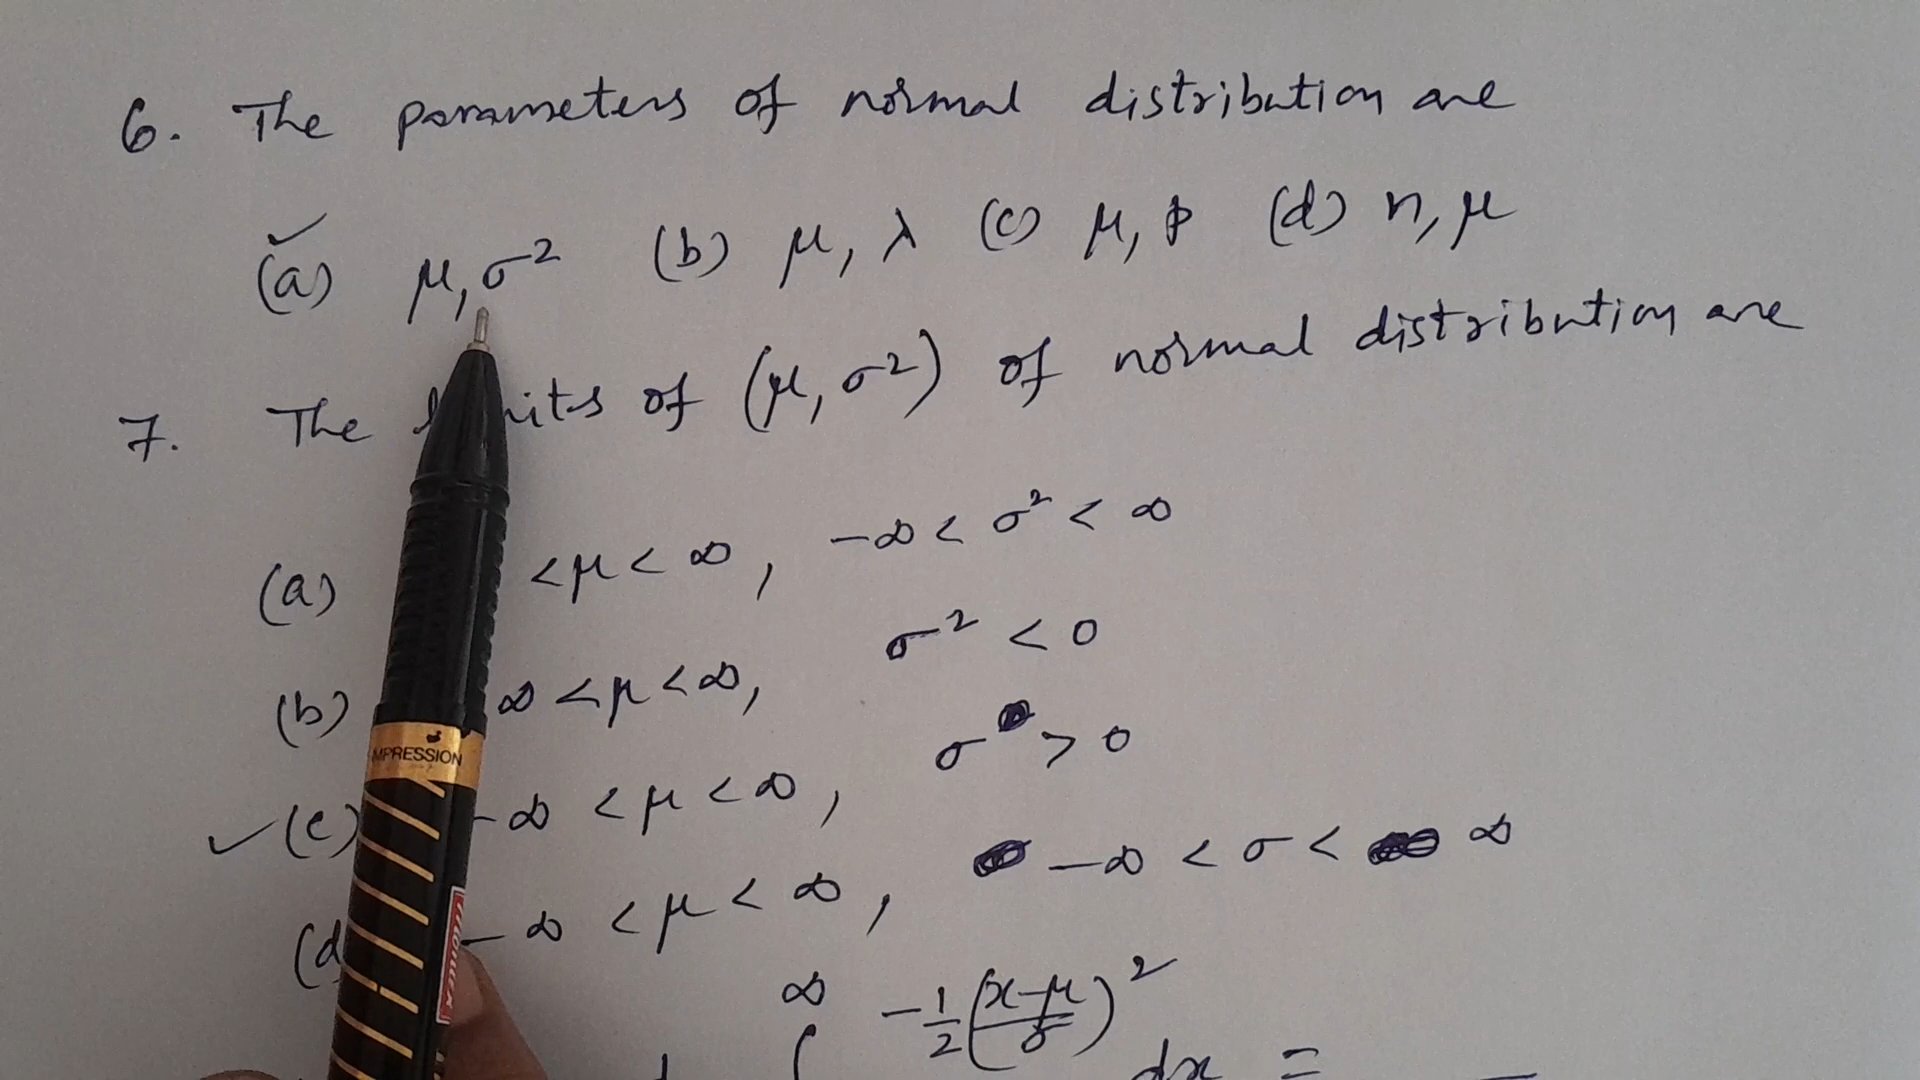 6. The parameters of normal distribution are
✓
(a) μ, σ² (b) μ, λ (c) μ, p (d) n, μ
7. The of (μ, σ²) of normal distribution are
(a) < μ < ∞, -∞ < σ² < ∞
(b) ∞ < μ < ∞, σ² < 0
✓ (c) -∞ < μ < ∞, σ > 0
(d -∞ < μ < ∞, -∞ < σ < ∞
∞ -1/2 (x-μ/σ)²
∫ dx =
IMPRESSION